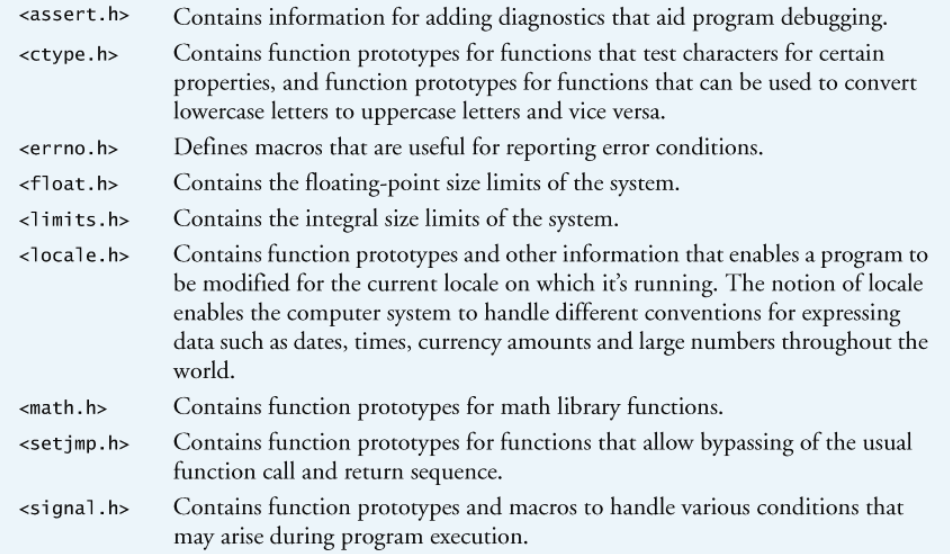 <assert.h> Contains information for adding diagnostics that aid program debugging.
<ctype.h> Contains function prototypes for functions that test characters for certain
properties, and function prototypes for functions that can be used to convert
lowercase letters to uppercase letters and vice versa.
<errno.h> Defines macros that are useful for reporting error conditions.
<float.h> Contains the floating-point size limits of the system.
<limits.h> Contains the integral size limits of the system.
<locale.h> Contains function prototypes and other information that enables a program to
be modified for the current locale on which it's running. The notion of locale
enables the computer system to handle different conventions for expressing
data such as dates, times, currency amounts and large numbers throughout the
world.
<math.h> Contains function prototypes for math library functions.
<setjmp.h> Contains function prototypes for functions that allow bypassing of the usual
function call and return sequence.
<signal.h> Contains function prototypes and macros to handle various conditions that
may arise during program execution.